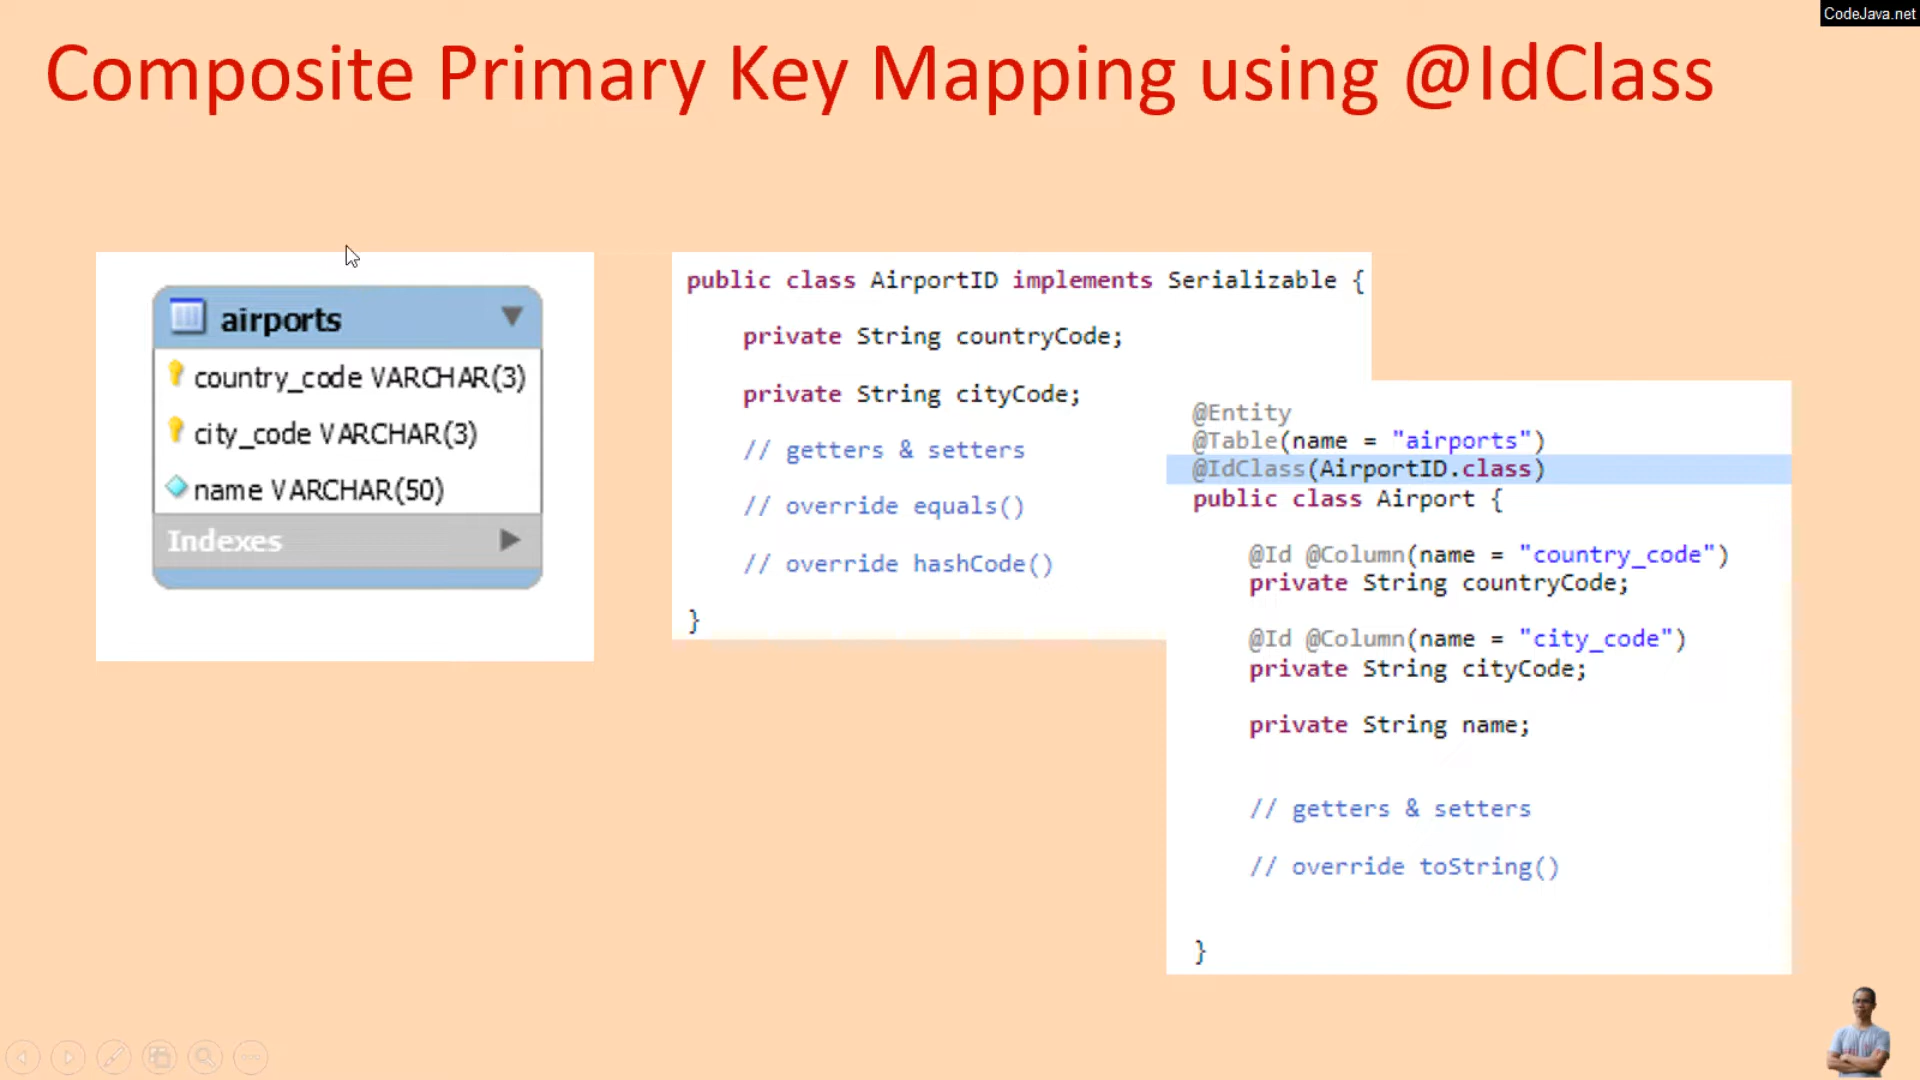 CodeJava.net
Composite Primary Key Mapping using @IdClass
airports
country_code VARCHAR(3)
city_code VARCHAR(3)
name VARCHAR(50)
Indexes
public class AirportID implements Serializable {
private String countryCode;
private String cityCode;
// getters & setters
// override equals()
// override hashCode()
}
@Entity
@Table(name = "airports")
@IdClass(AirportID.class)
public class Airport {
@Id @Column(name = "country_code")
private String countryCode;
@Id @Column(name = "city_code")
private String cityCode;
private String name;
// getters & setters
// override toString()
}